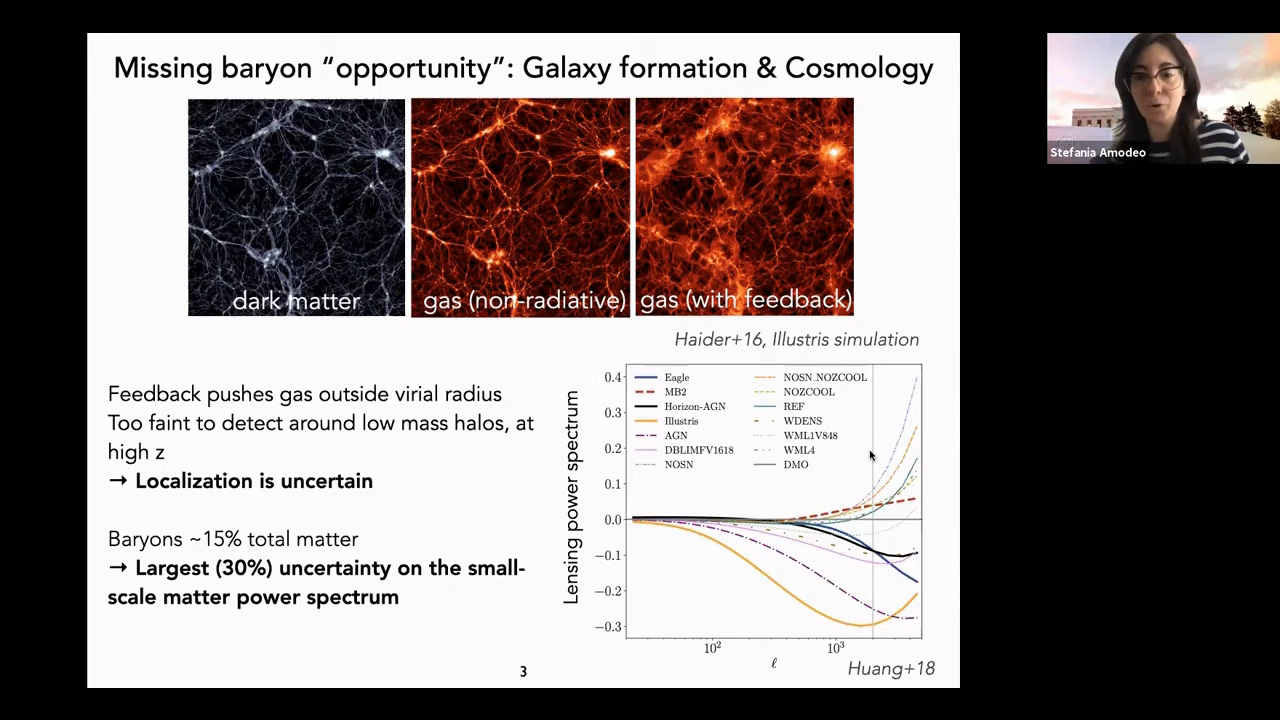 Missing baryon “opportunity”: Galaxy formation & Cosmology
Stefania Amodeo
dark matter
gas (non-radiative)
gas (with feedback)
Haider+16, Illustris simulation
Feedback pushes gas outside virial radius
Too faint to detect around low mass halos, at
high z
→ Localization is uncertain
Baryons ~15% total matter
→ Largest (30%) uncertainty on the small-
scale matter power spectrum
Lensing power spectrum
0.4
0.3
0.2
0.1
0.0
−0.1
−0.2
−0.3
Eagle
MB2
Horizon-AGN
Illustris
AGN
DBLIMFV1618
NOSN
NOSN_NOZCOOL
NOZCOOL
REF
WDENS
WML1V848
WML4
DMO
10²
10³
ℓ
Huang+18
3